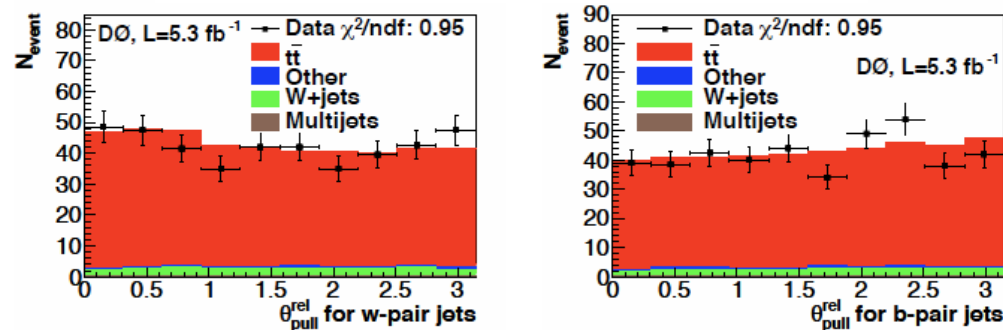 N_event
80
70
60
50
40
30
20
10
0
DØ, L=5.3 fb⁻¹
Data χ²/ndf: 0.95
tt̄
Other
W+jets
Multijets
0 0.5 1 1.5 2 2.5 3
θ^rel_pull for w-pair jets
N_event
90
80
70
60
50
40
30
20
10
0
Data χ²/ndf: 0.95
tt̄
Other
W+jets
Multijets
DØ, L=5.3 fb⁻¹
0 0.5 1 1.5 2 2.5 3
θ^rel_pull for b-pair jets